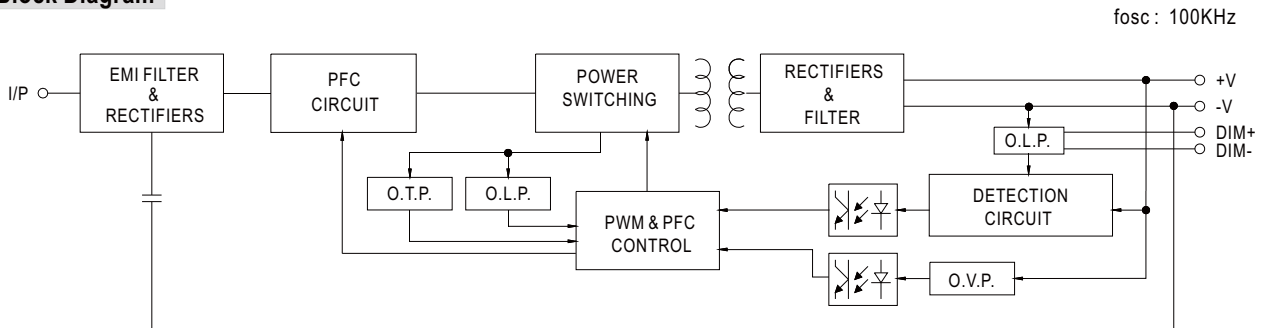 Block Diagram
fosc : 100KHz
I/P
EMI FILTER
&
RECTIFIERS
PFC
CIRCUIT
POWER
SWITCHING
RECTIFIERS
&
FILTER
+V
-V
DIM+
DIM-
O.L.P.
O.T.P.
O.L.P.
PWM & PFC
CONTROL
DETECTION
CIRCUIT
O.V.P.